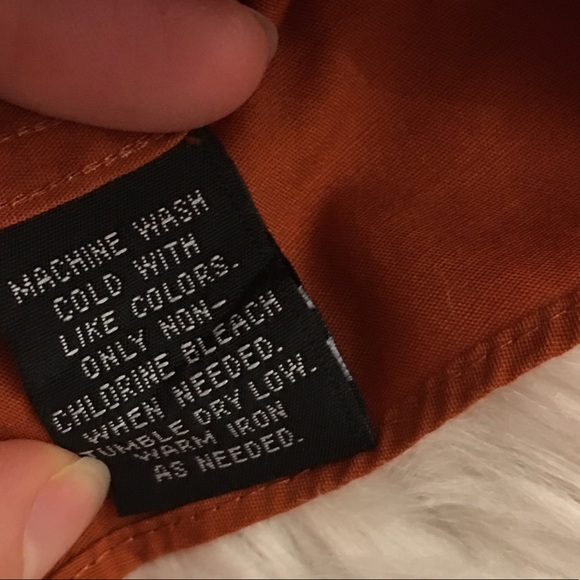 MACHINE WASH
COLD WITH
LIKE COLORS.
ONLY NON-
CHLORINE BLEACH
WHEN NEEDED.
TUMBLE DRY LOW.
WARM IRON
AS NEEDED.